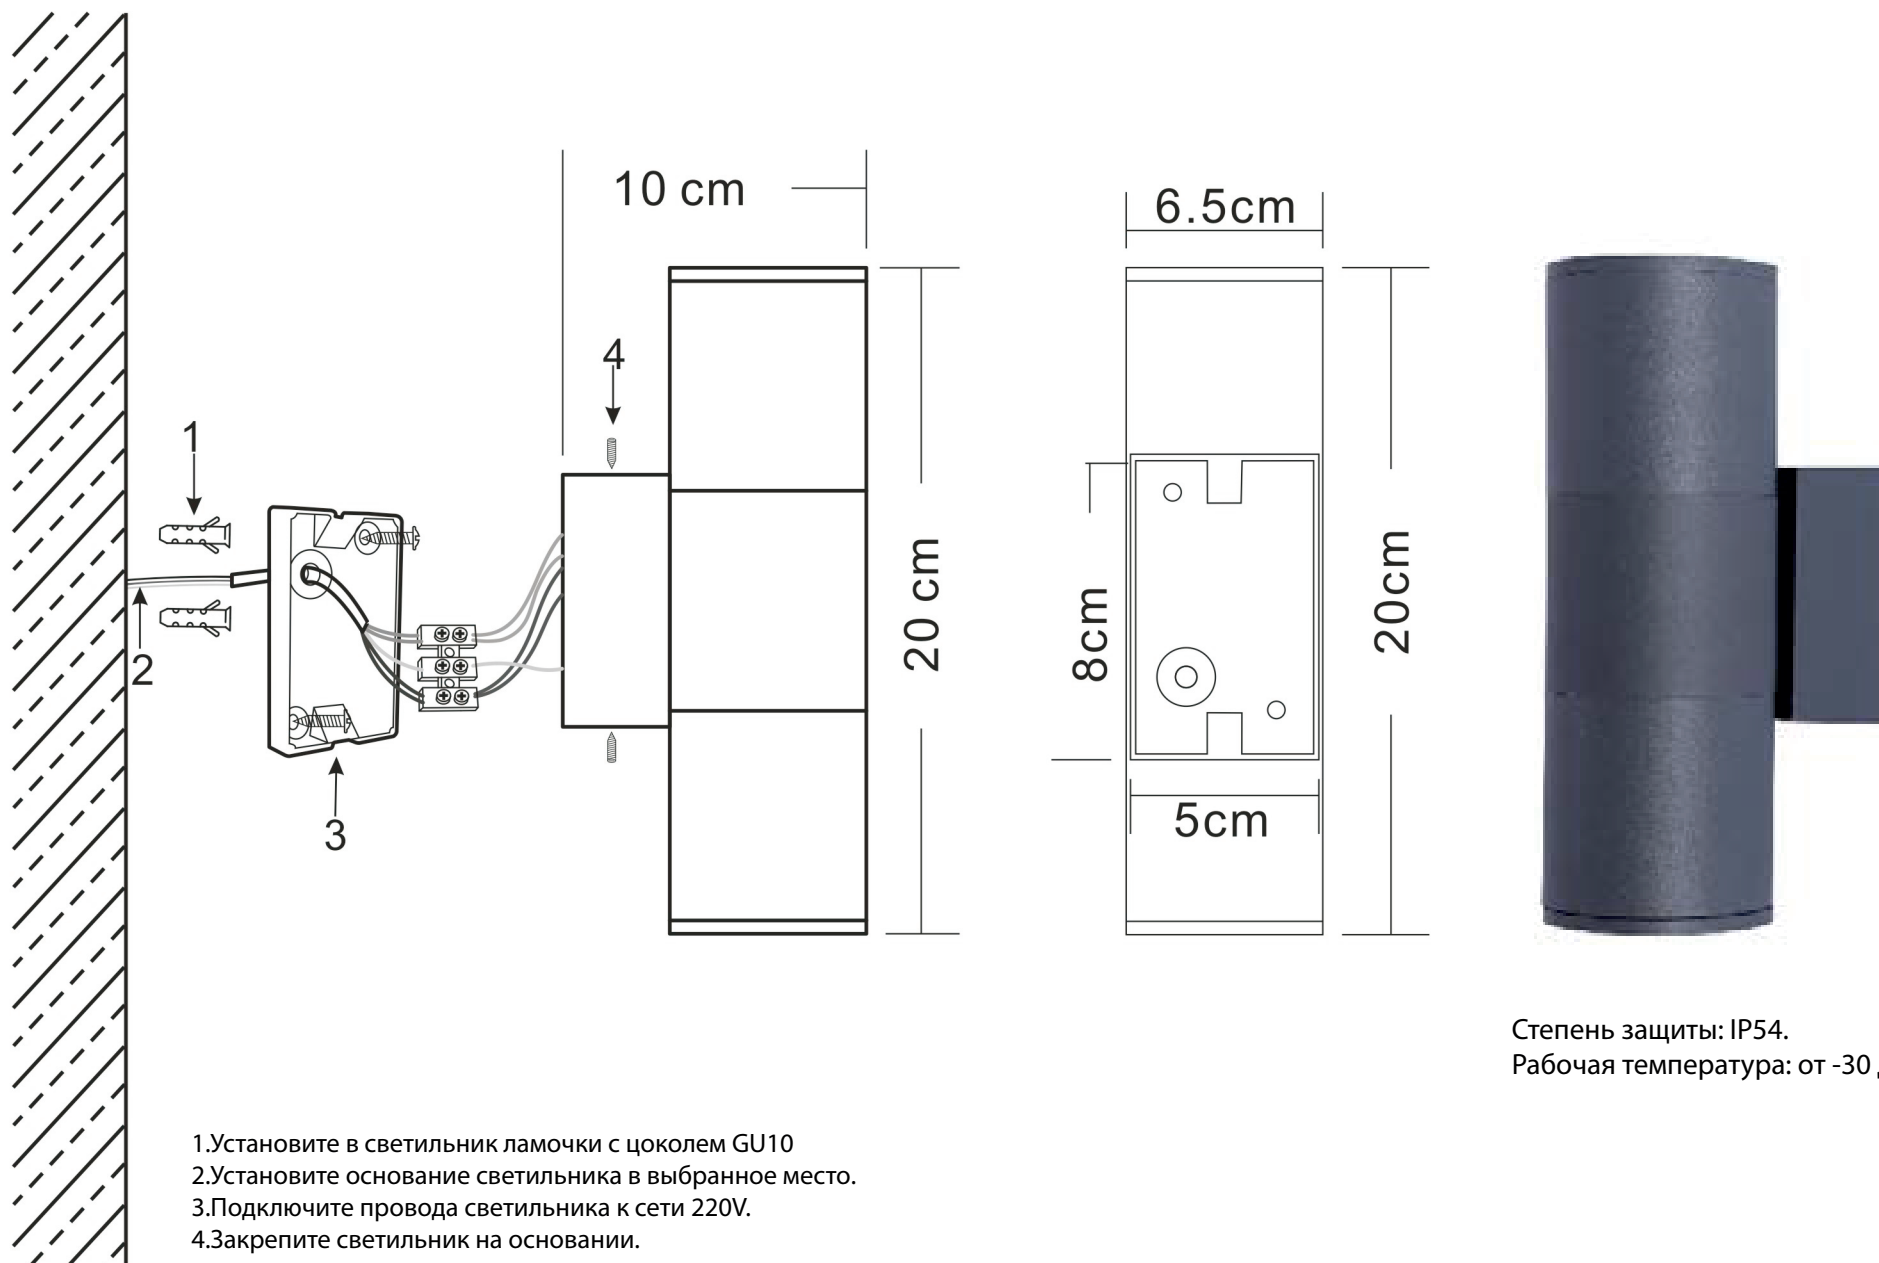 10 cm
6.5cm
4
1
20 cm
20cm
8cm
2
5cm
3
Степень защиты: IP54.
Рабочая температура: от -30
1.Установите в светильник ламочки с цоколем GU10
2.Установите основание светильника в выбранное место.
3.Подключите провода светильника к сети 220V.
4.Закрепите светильник на основании.